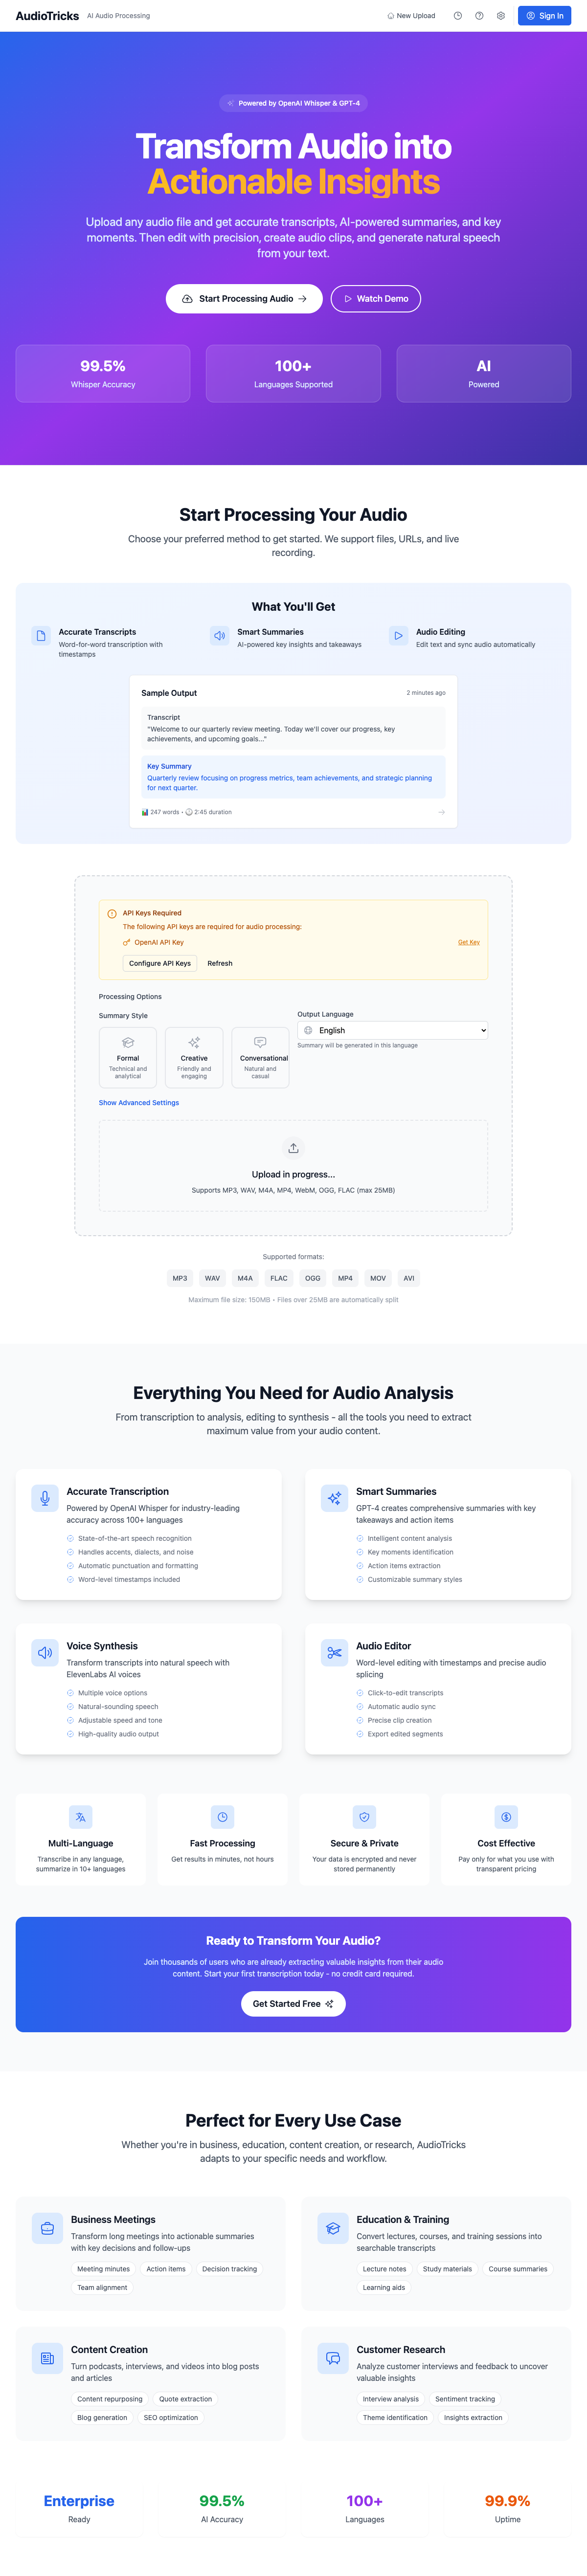 AudioTricks AI Audio Processing New Upload Sign In
Powered by OpenAI Whisper & GPT-4
Transform Audio into
Actionable Insights
Upload any audio file and get accurate transcripts, AI-powered summaries, and key
moments. Then edit with precision, create audio clips, and generate natural speech
from your text.
Start Processing Audio Watch Demo
99.5%
Whisper Accuracy
100+
Languages Supported
AI
Powered
Start Processing Your Audio
Choose your preferred method to get started. We support files, URLs, and live
recording.
What You'll Get
Accurate Transcripts
Word-for-word transcription with
timestamps
Smart Summaries
AI-powered key insights and takeaways
Audio Editing
Edit text and sync audio automatically
Sample Output 2 minutes ago
Transcript
"Welcome to our quarterly review meeting. Today we'll cover our progress, key
achievements, and upcoming goals..."
Key Summary
Quarterly review focusing on progress metrics, team achievements, and strategic planning
for next quarter.
📊 247 words • 🕐 2:45 duration →
API Keys Required
The following API keys are required for audio processing:
OpenAI API Key Get Key
Configure API Keys Refresh
Processing Options
Summary Style
Formal
Technical and
analytical
Creative
Friendly and
engaging
Conversational
Natural and
casual
Output Language
English
Summary will be generated in this language
Show Advanced Settings
Upload in progress...
Supports MP3, WAV, M4A, MP4, WebM, OGG, FLAC (max 25MB)
Supported formats:
MP3 WAV M4A FLAC OGG MP4 MOV AVI
Maximum file size: 150MB • Files over 25MB are automatically split
Everything You Need for Audio Analysis
From transcription to analysis, editing to synthesis - all the tools you need to extract
maximum value from your audio content.
Accurate Transcription
Powered by OpenAI Whisper for industry-leading
accuracy across 100+ languages
State-of-the-art speech recognition
Handles accents, dialects, and noise
Automatic punctuation and formatting
Word-level timestamps included
Smart Summaries
GPT-4 creates comprehensive summaries with key
takeaways and action items
Intelligent content analysis
Key moments identification
Action items extraction
Customizable summary styles
Voice Synthesis
Transform transcripts into natural speech with
ElevenLabs AI voices
Multiple voice options
Natural-sounding speech
Adjustable speed and tone
High-quality audio output
Audio Editor
Word-level editing with timestamps and precise audio
splicing
Click-to-edit transcripts
Automatic audio sync
Precise clip creation
Export edited segments
Multi-Language
Transcribe in any language,
summarize in 10+ languages
Fast Processing
Get results in minutes, not hours
Secure & Private
Your data is encrypted and never
stored permanently
Cost Effective
Pay only for what you use with
transparent pricing
Ready to Transform Your Audio?
Join thousands of users who are already extracting valuable insights from their audio
content. Start your first transcription today - no credit card required.
Get Started Free
Perfect for Every Use Case
Whether you're in business, education, content creation, or research, AudioTricks
adapts to your specific needs and workflow.
Business Meetings
Transform long meetings into actionable summaries
with key decisions and follow-ups
Meeting minutes Action items Decision tracking
Team alignment
Education & Training
Convert lectures, courses, and training sessions into
searchable transcripts
Lecture notes Study materials Course summaries
Learning aids
Content Creation
Turn podcasts, interviews, and videos into blog posts
and articles
Content repurposing Quote extraction
Blog generation SEO optimization
Customer Research
Analyze customer interviews and feedback to uncover
valuable insights
Interview analysis Sentiment tracking
Theme identification Insights extraction
Enterprise
Ready
99.5%
AI Accuracy
100+
Languages
99.9%
Uptime